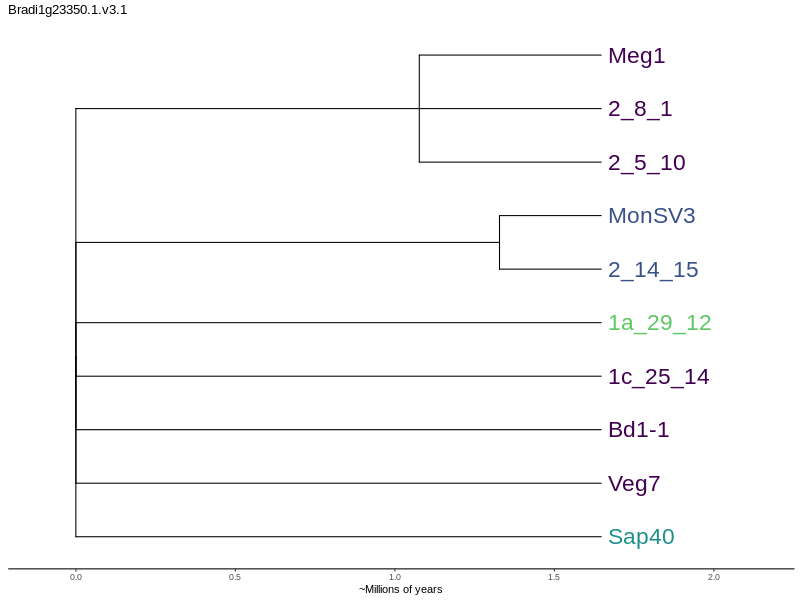 Bradi1g23350.1.v3.1
Meg1
2_8_1
2_5_10
MonSV3
2_14_15
1a_29_12
1c_25_14
Bd1-1
Veg7
Sap40
0.0 0.5 1.0 1.5 2.0
~Millions of years